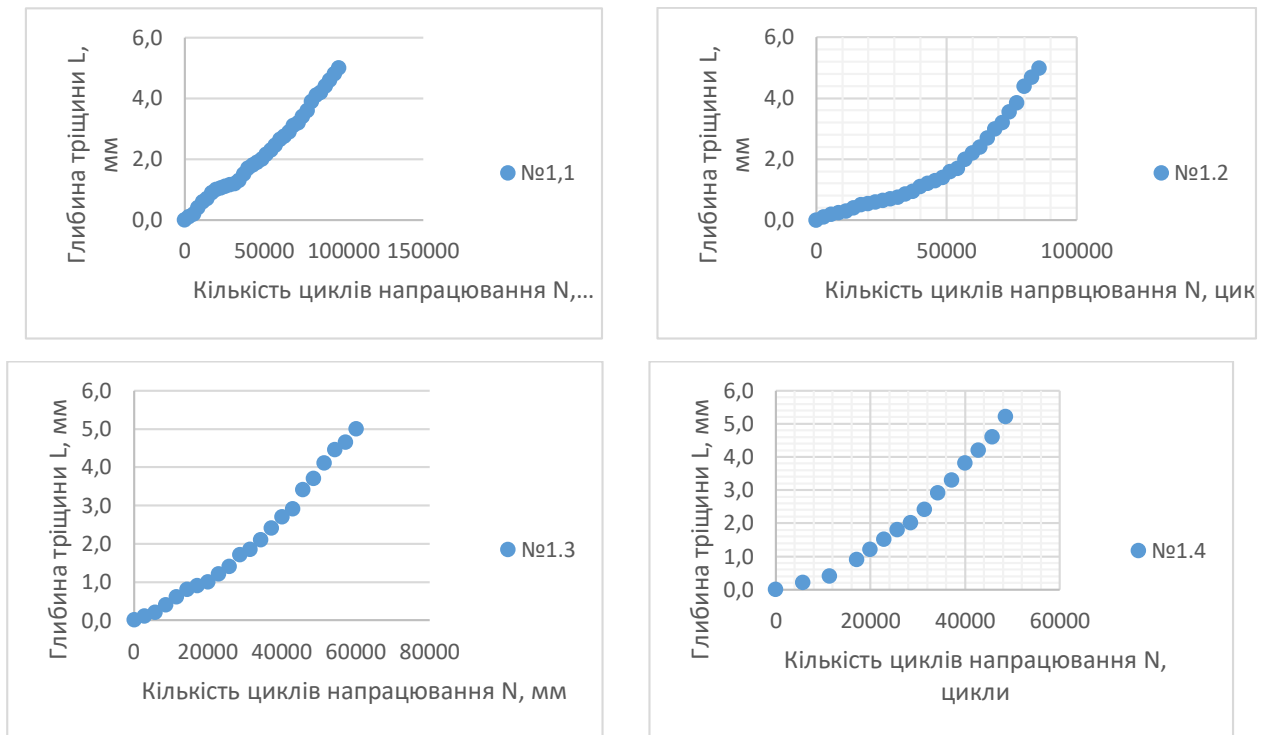 Глибина тріщини L,
мм
6,0
4,0
2,0
0,0
0 50000 100000 150000
Кількість циклів напрацювання N,...
№1,1
Глибина тріщини L,
мм
6,0
4,0
2,0
0,0
0 50000 100000
Кількість циклів напрвцювання N, цик
№1.2
Глибина тріщини L, мм
6,0
5,0
4,0
3,0
2,0
1,0
0,0
0 20000 40000 60000 80000
Кількість циклів напрацювання N, мм
№1.3
Глибина тріщини L, мм
6,0
5,0
4,0
3,0
2,0
1,0
0,0
0 20000 40000 60000
Кількість циклів напрацювання N,
цикли
№1.4